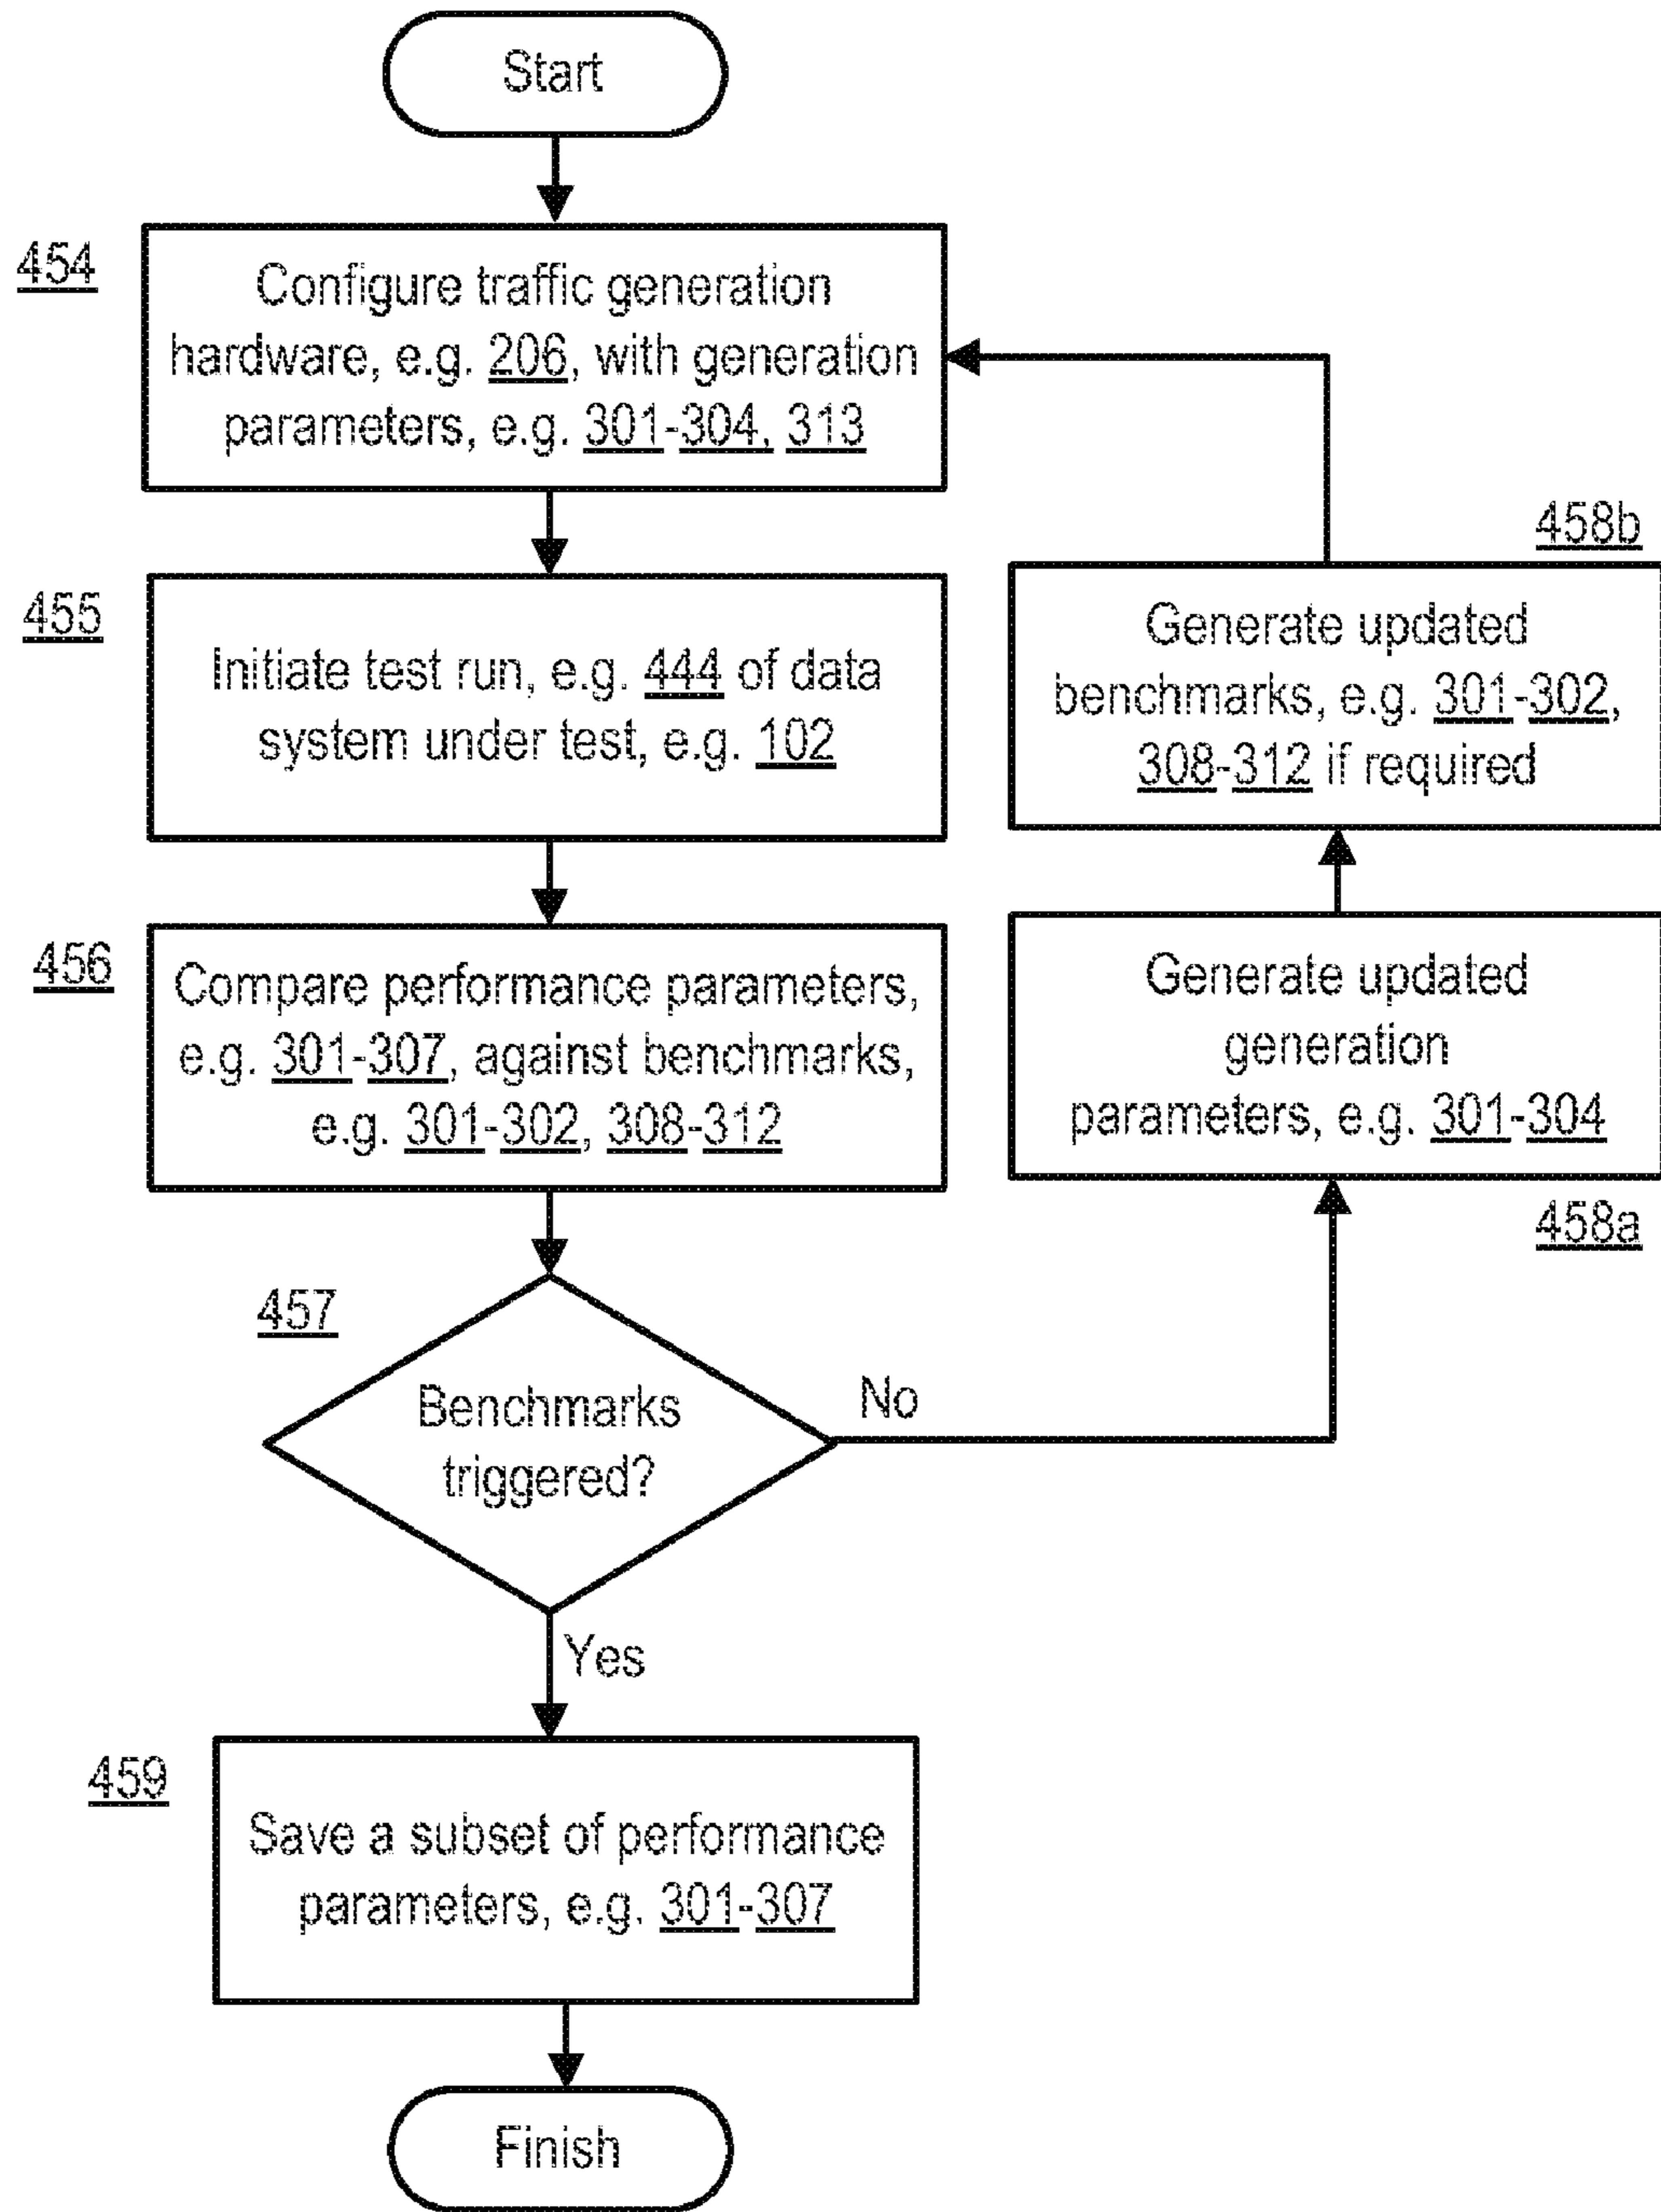 Start
454
Configure traffic generation
hardware, e.g. 206, with generation
parameters, e.g. 301-304, 313
455
Initiate test run, e.g. 444 of data
system under test, e.g. 102
456
Compare performance parameters,
e.g. 301-307, against benchmarks,
e.g. 301-302, 308-312
457
Benchmarks
triggered?
No
458a
Generate updated
generation
parameters, e.g. 301-304
458b
Generate updated
benchmarks, e.g. 301-302,
308-312 if required
Yes
459
Save a subset of performance
parameters, e.g. 301-307
Finish